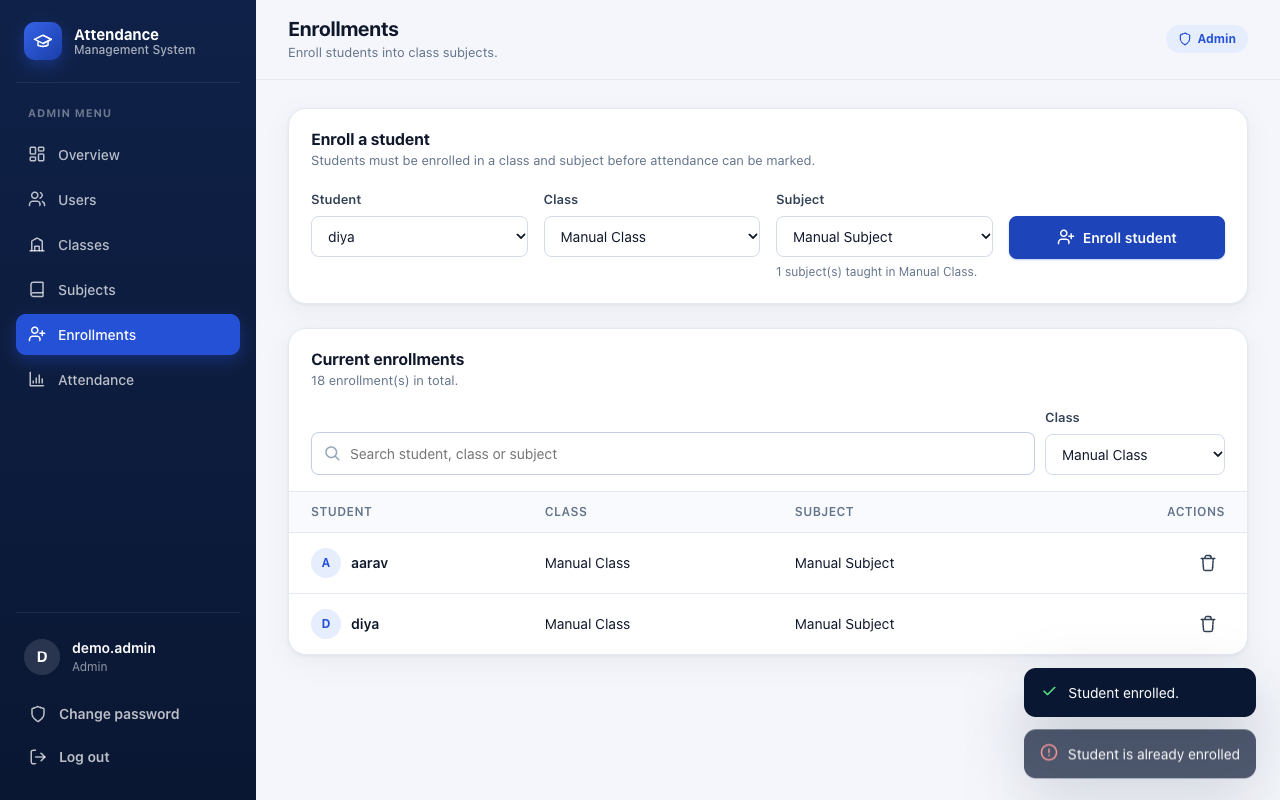 Attendance
Management System
ADMIN MENU
Overview
Users
Classes
Subjects
Enrollments
Attendance
D
demo.admin
Admin
Change password
Log out
Enrollments
Enroll students into class subjects.
Admin
Enroll a student
Students must be enrolled in a class and subject before attendance can be marked.
Student Class Subject
diya Manual Class Manual Subject Enroll student
1 subject(s) taught in Manual Class.
Current enrollments
18 enrollment(s) in total.
Class
Search student, class or subject Manual Class
STUDENT CLASS SUBJECT ACTIONS
A aarav Manual Class Manual Subject
D diya Manual Class Manual Subject
Student enrolled.
Student is already enrolled